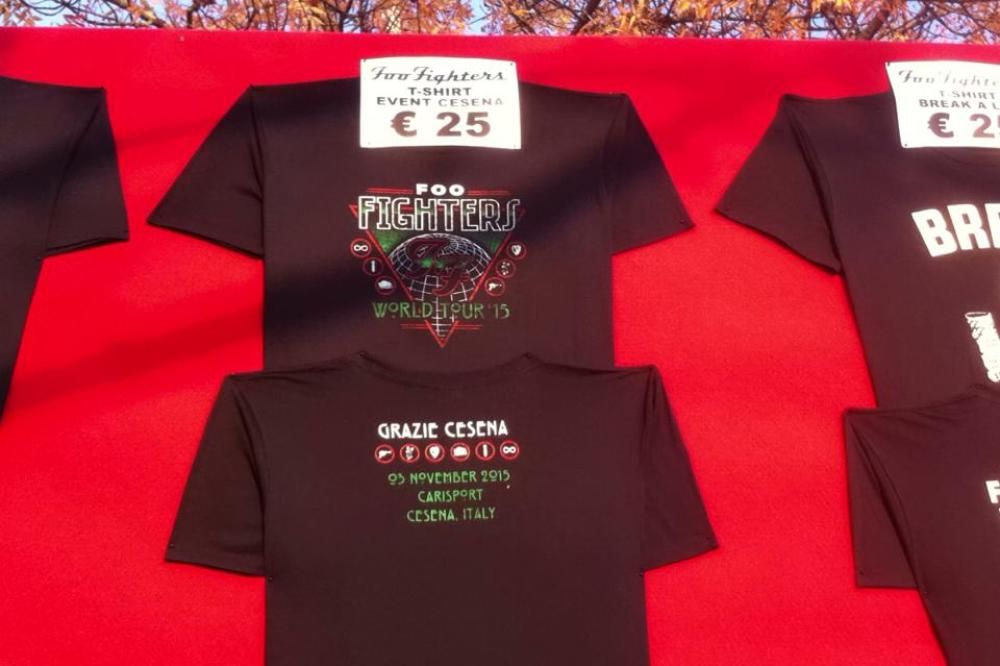 Foo Fighters
T-SHIRT
EVENT CESENA
€ 25
FOO
FIGHTERS
WORLD TOUR '15
GRAZIE CESENA
03 NOVEMBER 2015
CARISPORT
CESENA, ITALY
Foo Fighte
T-SHIRT
BREAK A L
€ 2
BRE
F